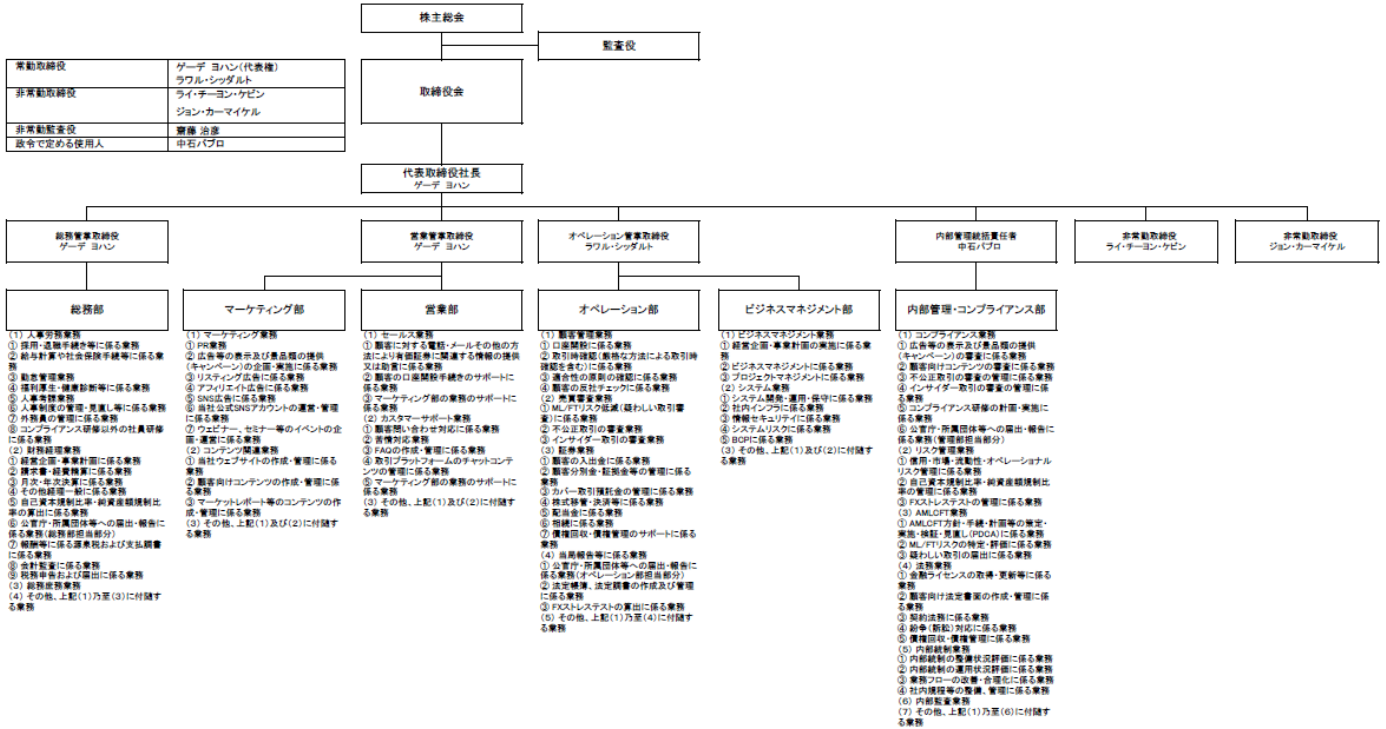 株主総会
監査役
常勤取締役
ゲーデ ヨハン(代表権)
ラワル・シッダルト
非常勤取締役
ライ・チーヨン・ケビン
ジョン・カーマイケル
非常勤監査役
齋藤 治彦
政令で定める使用人
中石パブロ
取締役会
代表取締役社長
ゲーデ ヨハン
総務管掌取締役
ゲーデ ヨハン
営業管掌取締役
ゲーデ ヨハン
オペレーション管掌取締役
ラワル・シッダルト
内部管理統括責任者
中石パブロ
非常勤取締役
ライ・チーヨン・ケビン
非常勤取締役
ジョン・カーマイケル
総務部
(1) 人事労務業務
① 採用・退職手続き等に係る業務
② 給与計算や社会保険手続等に係る業
務
③ 勤怠管理業務
④ 福利厚生・健康診断等に係る業務
⑤ 人事考課業務
⑥ 人事制度の管理・見直し等に係る業務
⑦ 外務員の管理に係る業務
⑧ コンプライアンス研修以外の社員研修
に係る業務
(2) 財務経理業務
① 経営企画・事業計画に係る業務
② 請求書・経費精算に係る業務
③ 月次・年次決算に係る業務
④ その他経理一般に係る業務
⑤ 自己資本規制比率・純資産額規制比
率の算出に係る業務
⑥ 公官庁・所属団体等への届出・報告に
係る業務(総務部担当部分)
⑦ 報酬等に係る源泉税および支払調書
に係る業務
⑧ 会計監査に係る業務
⑨ 税務申告および届出に係る業務
(3) 総務庶務業務
(4) その他、上記(1)乃至(3)に付随す
る業務
マーケティング部
(1) マーケティング業務
① PR業務
② 広告等の表示及び景品類の提供
(キャンペーン)の企画・実施に係る業務
③ リスティング広告に係る業務
④ アフィリエイト広告に係る業務
⑤ SNS広告に係る業務
⑥ 当社公式SNSアカウントの運営・管理
に係る業務
⑦ ウェビナー、セミナー等のイベントの企
画・運営に係る業務
(2) コンテンツ関連業務
① 当社ウェブサイトの作成・管理に係る
業務
② 顧客向けコンテンツの作成・管理に係
る業務
③ マーケットレポート等のコンテンツの作
成・管理に係る業務
(3) その他、上記(1)及び(2)に付随す
る業務
営業部
(1) セールス業務
① 顧客に対する電話・メールその他の方
法により有価証券に関連する情報の提供
又は助言に係る業務
② 顧客の口座開設手続きのサポートに
係る業務
③ マーケティング部の業務のサポートに
係る業務
(2) カスタマーサポート業務
① 顧客問い合わせ対応に係る業務
② 苦情対応業務
③ FAQの作成・管理に係る業務
④ 取引プラットフォームのチャットコンテ
ンツの管理に係る業務
⑤ マーケティング部の業務のサポートに
係る業務
(3) その他、上記(1)及び(2)に付随す
る業務
オペレーション部
(1) 顧客管理業務
① 口座開設に係る業務
② 取引時確認(厳格な方法による取引時
確認を含む)に係る業務
③ 適合性の原則の確認に係る業務
④ 顧客の反社チェックに係る業務
(2) 売買審査業務
① ML/FTリスク低減(疑わしい取引審
査)に係る業務
② 不公正取引の審査業務
③ インサイダー取引の審査業務
(3) 証券業務
① 顧客の入出金に係る業務
② 顧客分別金・証拠金等の管理に係る
業務
③ カバー取引預託金の管理に係る業務
④ 株式移管・決済等に係る業務
⑤ 配当金に係る業務
⑥ 相続に係る業務
⑦ 債権回収・債権管理のサポートに係る
業務
(4) 当局報告等に係る業務
① 公官庁・所属団体等への届出・報告に
係る業務(オペレーション部担当部分)
② 法定帳簿、法定調書の作成及び管理
に係る業務
③ FXストレステストの算出に係る業務
(5) その他、上記(1)乃至(4)に付随す
る業務
ビジネスマネジメント部
(1) ビジネスマネジメント業務
① 経営企画・事業計画の実施に係る業
務
② ビジネスマネジメントに係る業務
③ プロジェクトマネジメントに係る業務
(2) システム業務
① システム開発・運用・保守に係る業務
② 社内インフラに係る業務
③ 情報セキュリテイに係る業務
④ システムリスクに係る業務
⑤ BCPに係る業務
(3) その他、上記(1)及び(2)に付随す
る業務
内部管理・コンプライアンス部
(1) コンプライアンス業務
① 広告等の表示及び景品類の提供
(キャンペーン)の審査に係る業務
② 顧客向けコンテンツの審査に係る業務
③ 不公正取引の審査の管理に係る業務
④ インサイダー取引の審査の管理に係る
業務
⑤ コンプライアンス研修の計画・実施に
係る業務
⑥ 公官庁・所属団体等への届出・報告に
係る業務(管理部担当部分)
(2) リスク管理業務
① 信用・市場・流動性・オペレーショナル
リスク管理に係る業務
② 自己資本規制比率・純資産額規制比
率の管理に係る業務
③ FXストレステストの管理に係る業務
(3) AMLCFT業務
① AMLCFT方針・手続・計画等の策定・
実施・検証・見直し(PDCA)に係る業務
② ML/FTリスクの特定・評価に係る業務
③ 疑わしい取引の届出に係る業務
(4) 法務業務
① 金融ライセンスの取得・更新等に係る
業務
② 顧客向け法定書面の作成・管理に係
る業務
③ 契約法務に係る業務
④ 紛争(訴訟)対応に係る業務
⑤ 債権回収・債権管理に係る業務
(5) 内部統制業務
① 内部統制の整備状況評価に係る業務
② 内部統制の運用状況評価に係る業務
③ 業務フローの改善・合理化に係る業務
④ 社内規程等の整備、管理に係る業務
(6) 内部監査業務
(7) その他、上記(1)乃至(6)に付随す
る業務